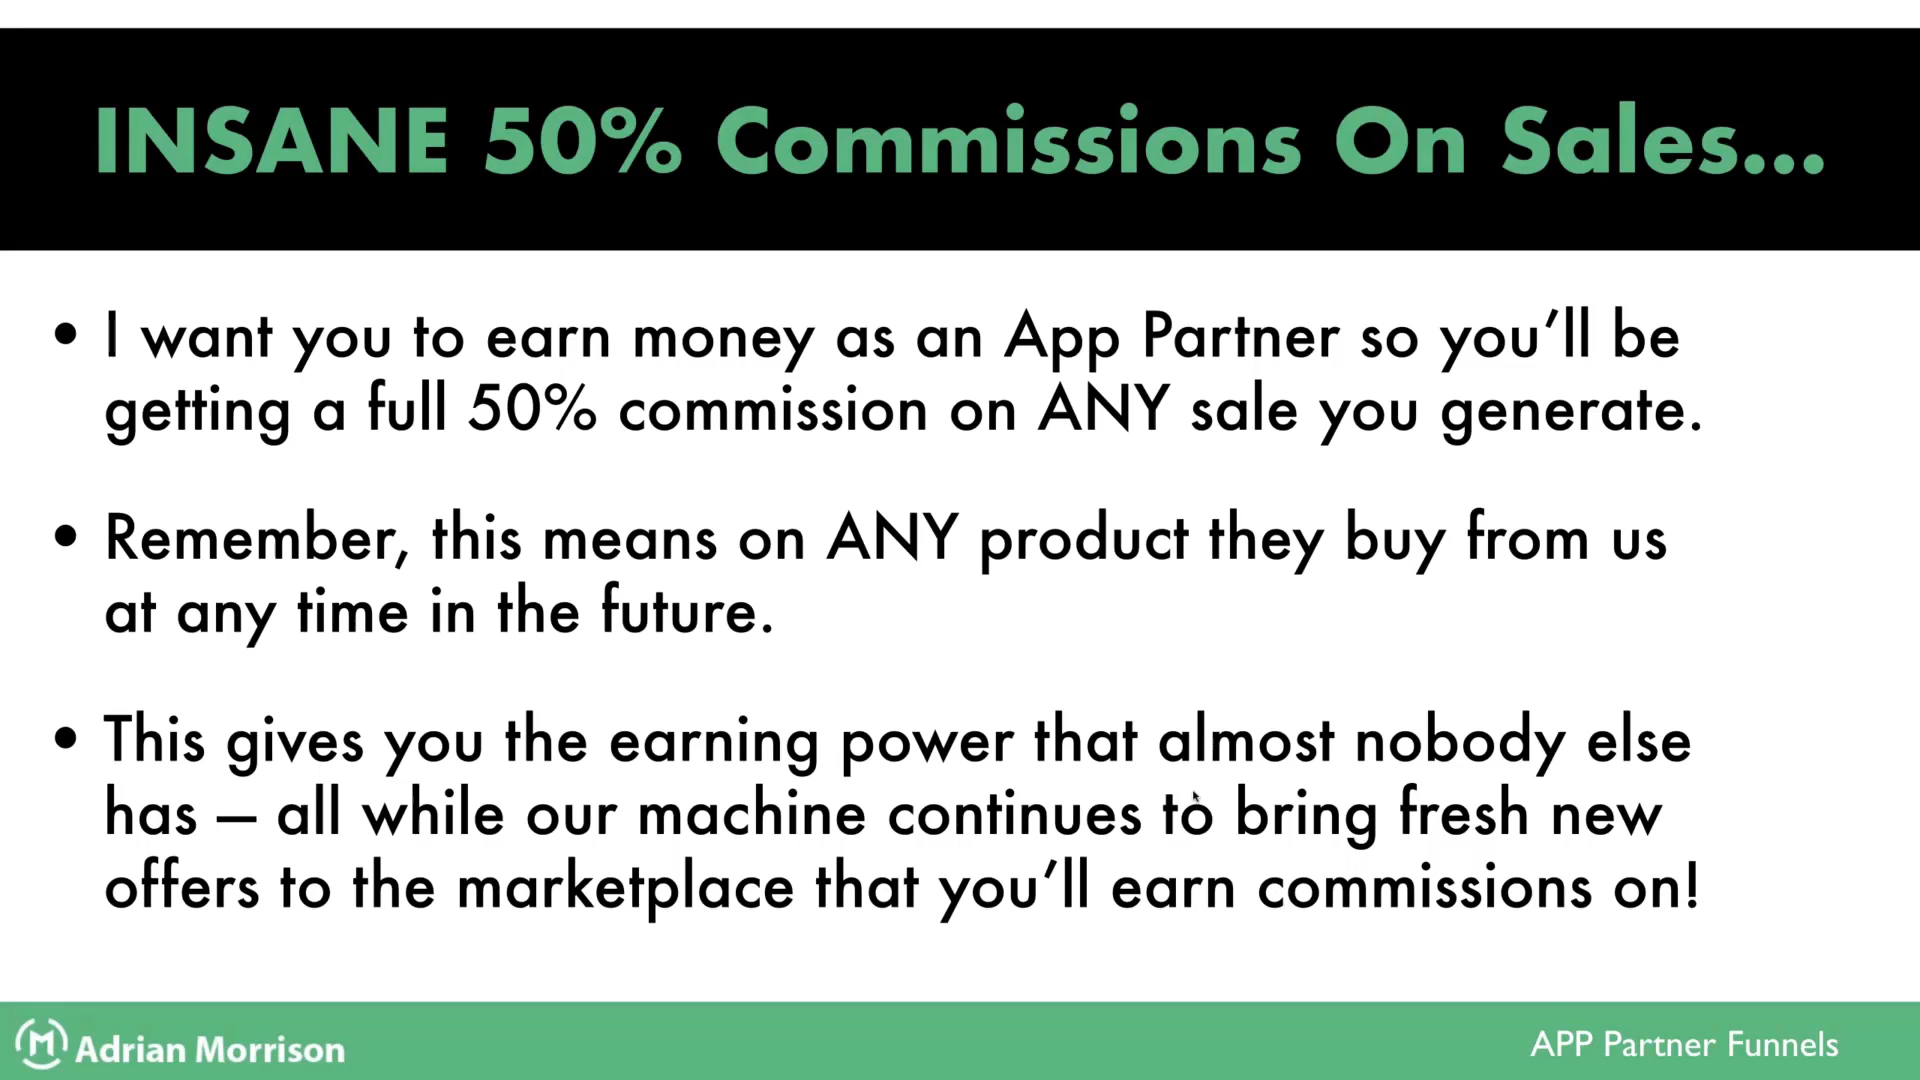 INSANE 50% Commissions On Sales...
• I want you to earn money as an App Partner so you’ll be
getting a full 50% commission on ANY sale you generate.
• Remember, this means on ANY product they buy from us
at any time in the future.
• This gives you the earning power that almost nobody else
has — all while our machine continues to bring fresh new
offers to the marketplace that you’ll earn commissions on!
M Adrian Morrison
APP Partner Funnels